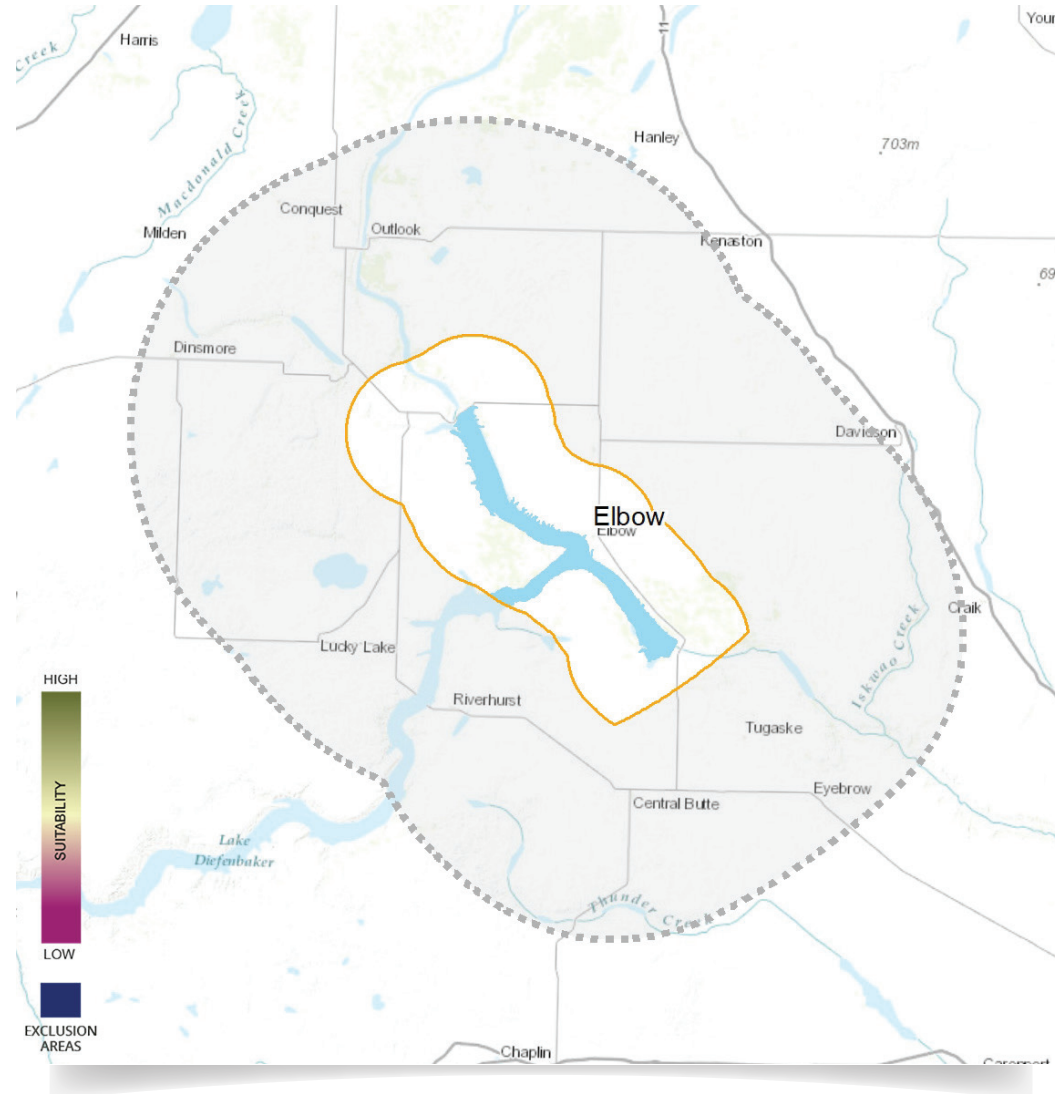 Harris
Creek
Macdonald Creek
11
Hanley
703m
Conquest
Outlook
Milden
Kenaston
69
Dinsmore
Davidson
Elbow
Elbow
Craik
Iskwao Creek
Lucky Lake
HIGH
Riverhurst
Tugaske
SUITABILITY
Eyebrow
Central Butte
Lake
Diefenbaker
Thunder Creek
LOW
EXCLUSION
AREAS
Chaplin